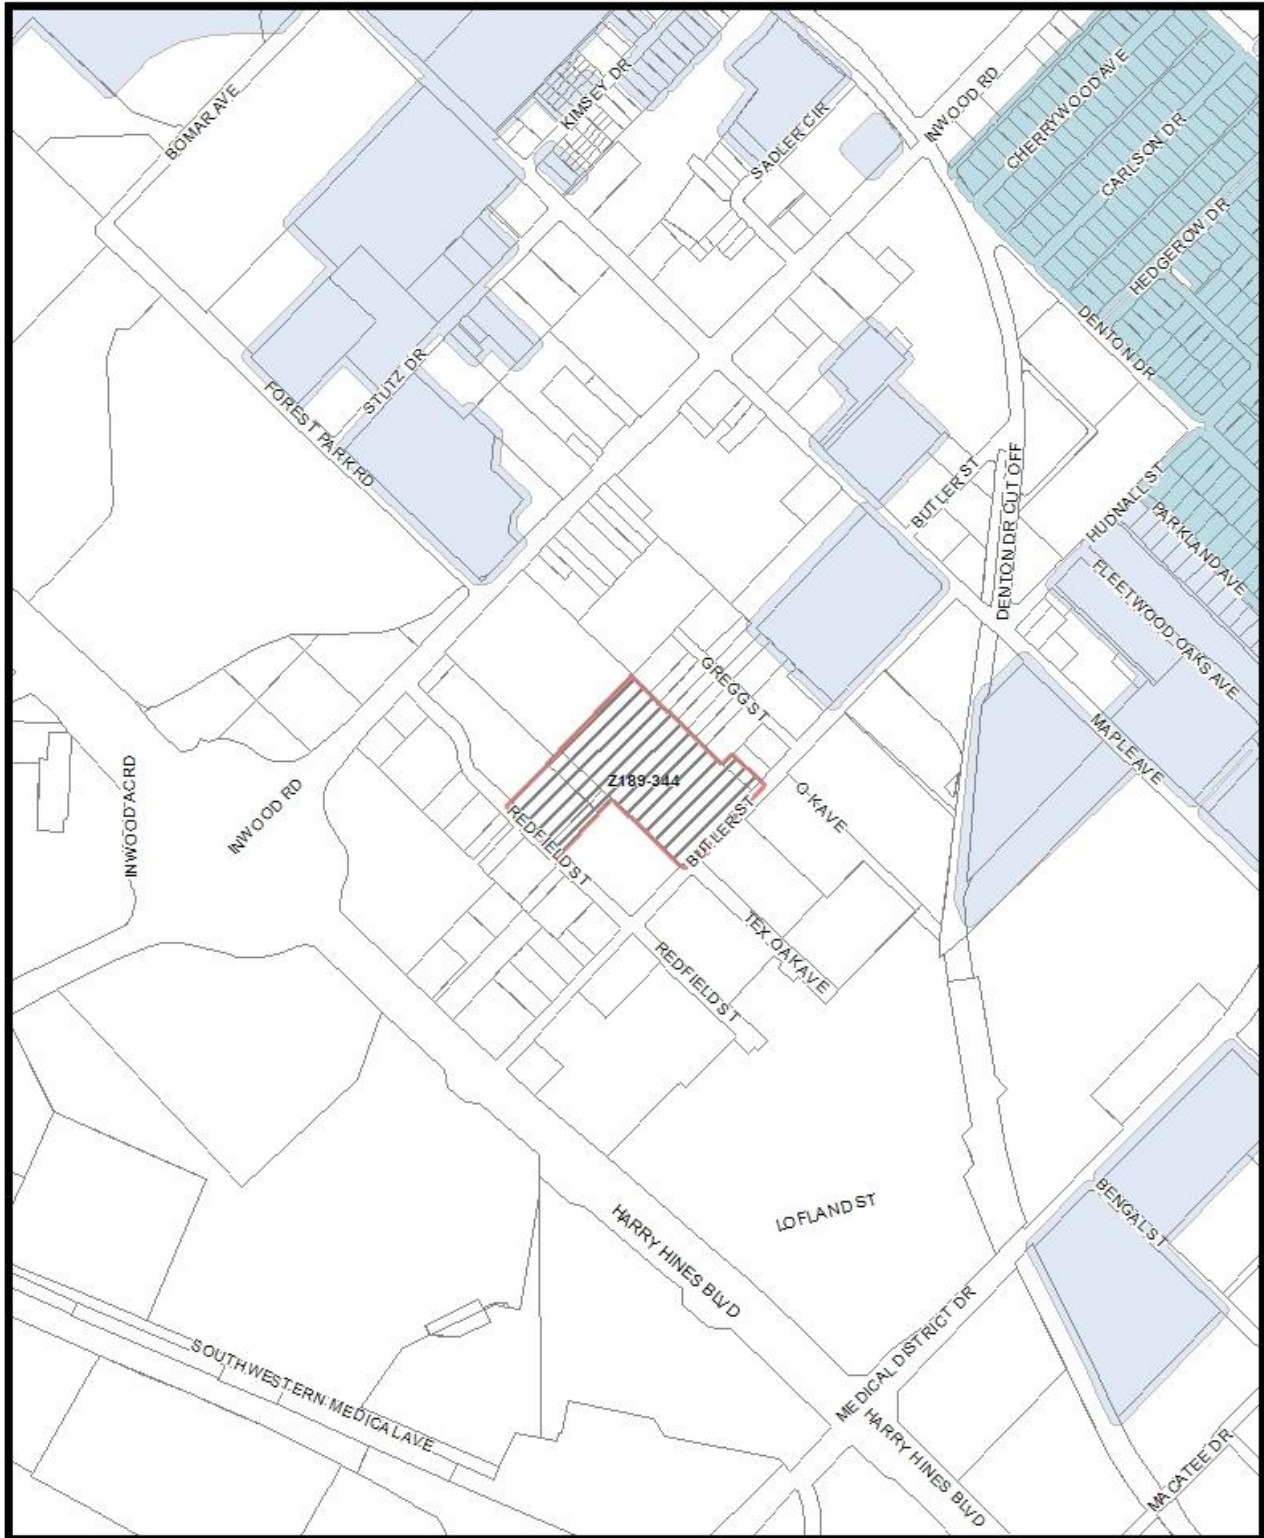 KIMSEY DR
BOMAR AVE
SADLER CIR
INWOOD RD
CHERRYWOOD AVE
CARLSON DR
HEDGEROW DR
DENTON DR
STUTZ DR
FOREST PARK RD
BUTLER ST
DENTON DR CUT OFF
HUDNALL ST
PARKLAND AVE
FLEETWOOD OAKS AVE
GREGG ST
MAPLE AVE
Z189-344
O K AVE
INWOOD AC RD
INWOOD RD
REDFIELD ST
BUTLER ST
TEX OAK AVE
REDFIELD ST
LOFLAND ST
BENGAL ST
HARRY HINES BLVD
MEDICAL DISTRICT DR
SOUTHWESTERN MEDICAL AVE
HARRY HINES BLVD
MACATEE DR